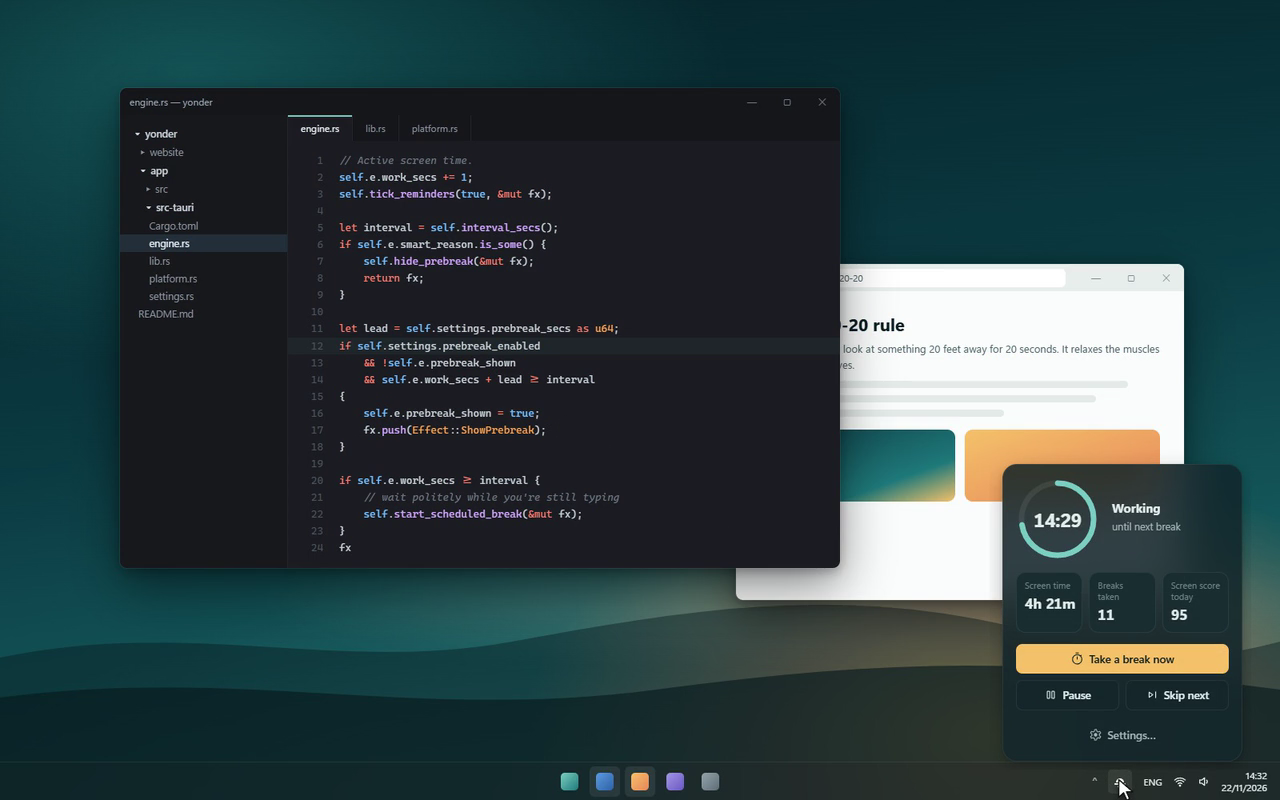 engine.rs — yonder
yonder
website
app
src
src-tauri
Cargo.toml
engine.rs
lib.rs
platform.rs
settings.rs
README.md
engine.rs
lib.rs
platform.rs
1 // Active screen time.
2 self.e.work_secs += 1;
3 self.tick_reminders(true, &mut fx);
4
5 let interval = self.interval_secs();
6 if self.e.smart_reason.is_some() {
7 self.hide_prebreak(&mut fx);
8 return fx;
9 }
10
11 let lead = self.settings.prebreak_secs as u64;
12 if self.settings.prebreak_enabled
13 && !self.e.prebreak_shown
14 && self.e.work_secs + lead ≥ interval
15 {
16 self.e.prebreak_shown = true;
17 fx.push(Effect::ShowPrebreak);
18 }
19
20 if self.e.work_secs ≥ interval {
21 // wait politely while you're still typing
22 self.start_scheduled_break(&mut fx);
23 }
24 fx
20-20
-20 rule
look at something 20 feet away for 20 seconds. It relaxes the muscles
ves.
14:29
Working
until next break
Screen time
4h 21m
Breaks
taken
11
Screen score
today
95
Take a break now
Pause
Skip next
Settings...
ENG
14:32
22/11/2026